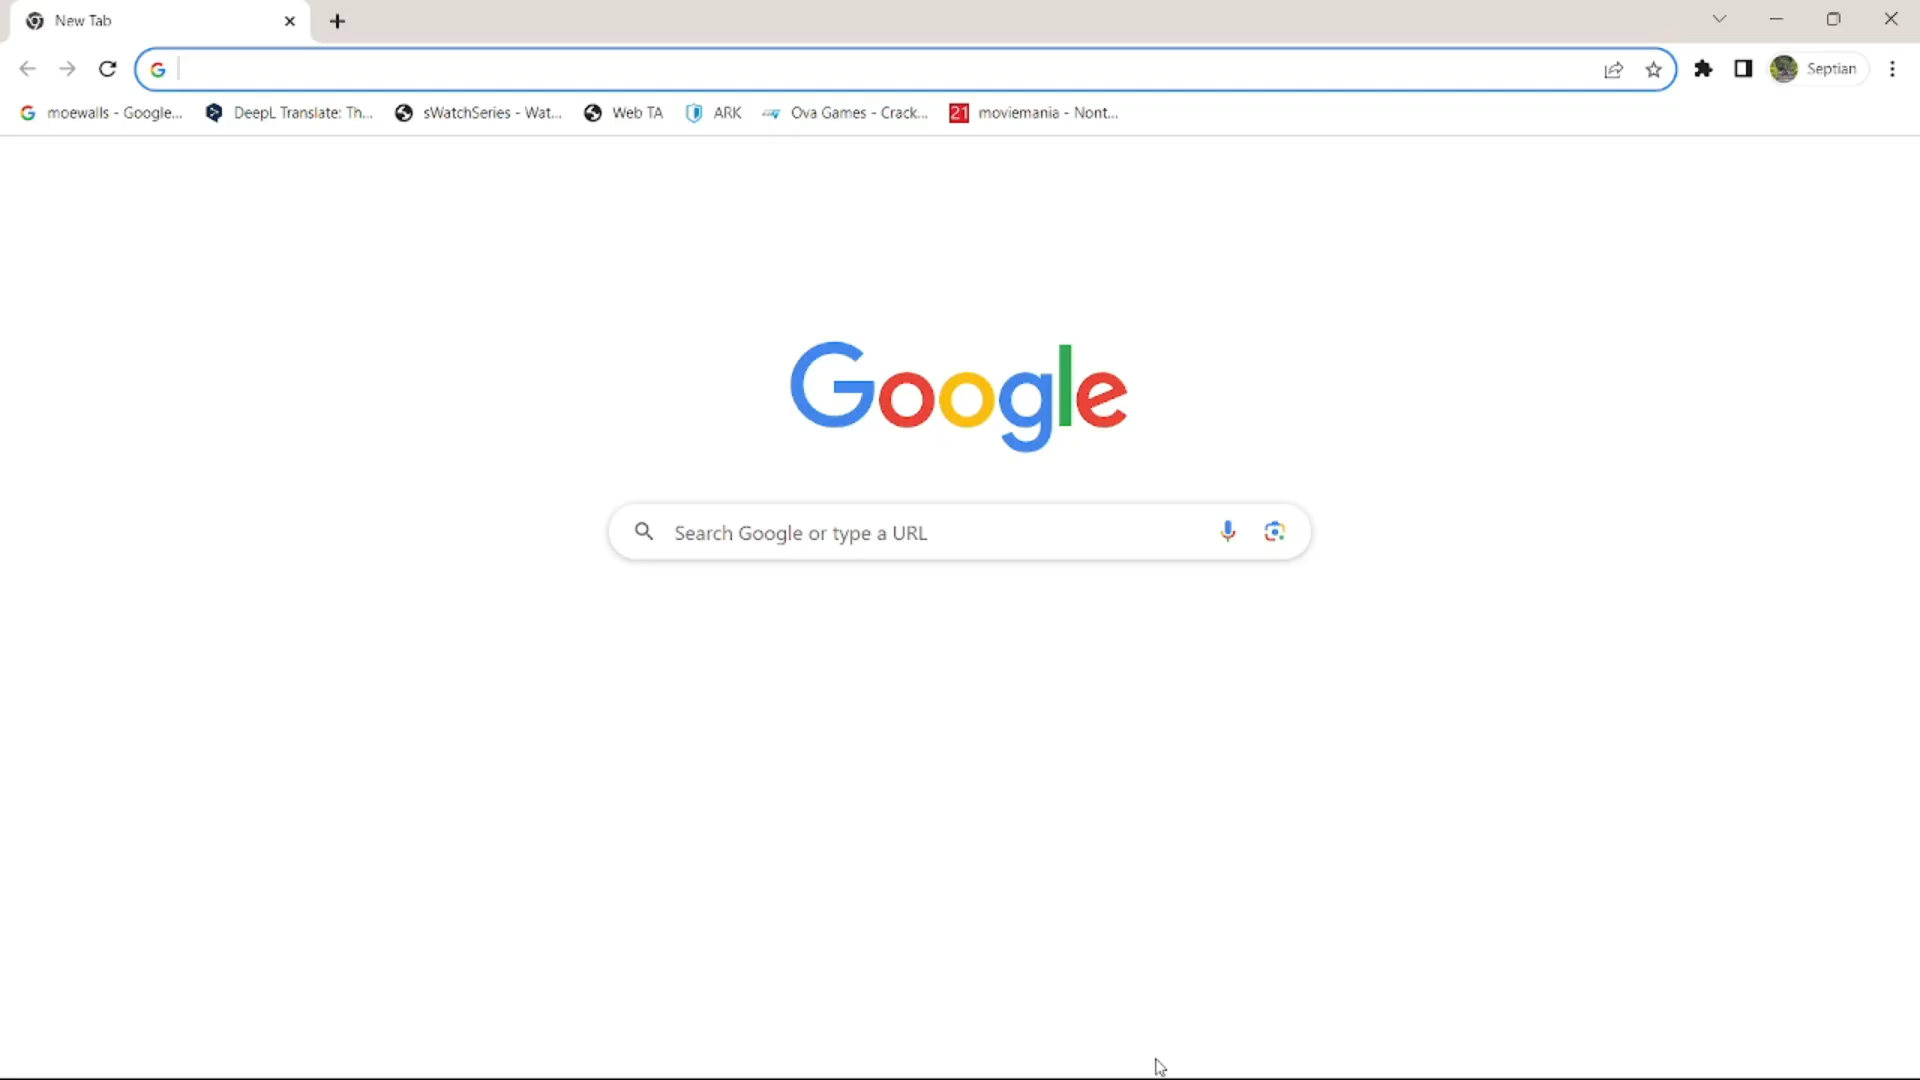 New Tab
Septian
moewalls - Google... DeepL Translate: Th... sWatchSeries - Wat... Web TA ARK Ova Games - Crack... 21 moviemania - Nont...
Google
Search Google or type a URL